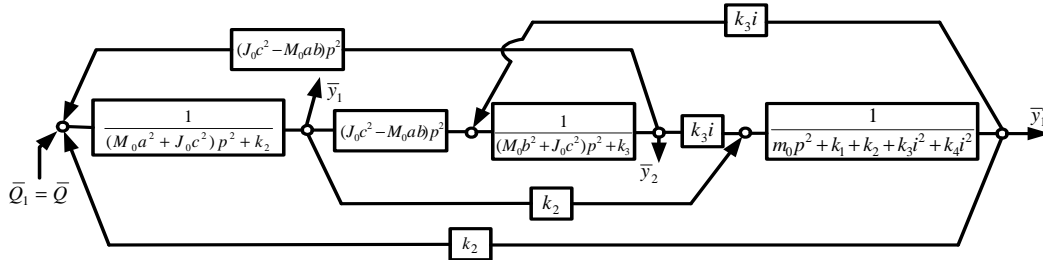 k₃i
(J₀c²−M₀ab)p²
ȳ₁
1
(M₀a² + J₀c²) p² + k₂
(J₀c²−M₀ab)p²
1
(M₀b² + J₀c²)p² + k₃
k₃i
1
m₀p² + k₁ + k₂ + k₃i² + k₄i²
ȳ₁
ȳ₂
Q̄₁ = Q̄
k₂
k₂